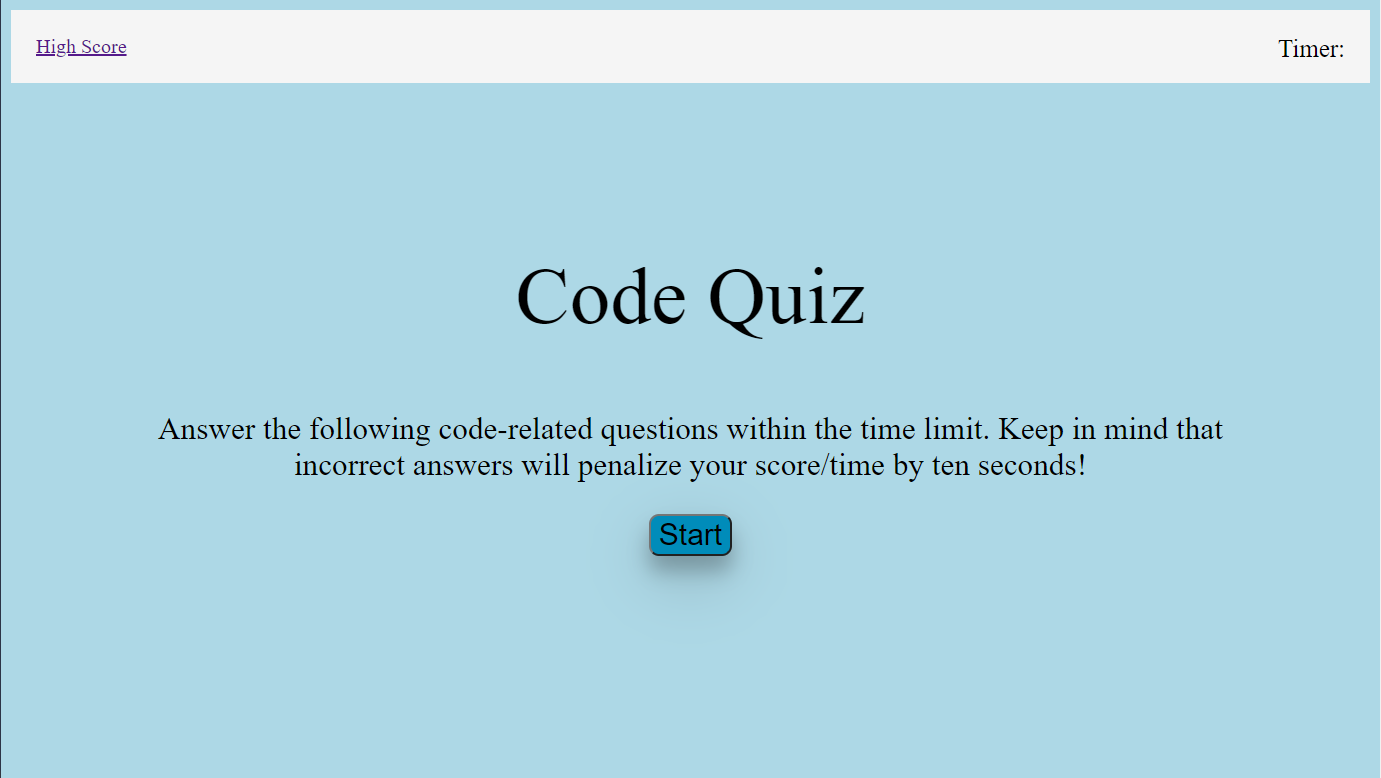 High Score
Timer:
Code Quiz
Answer the following code-related questions within the time limit. Keep in mind that
incorrect answers will penalize your score/time by ten seconds!
Start